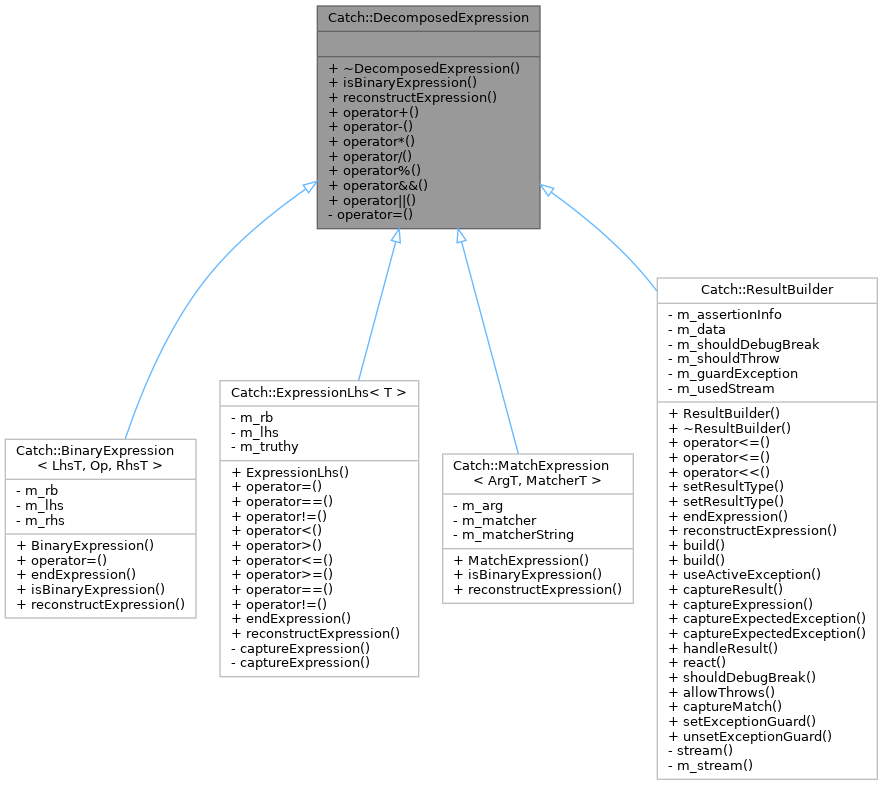 Catch::DecomposedExpression
+ ~DecomposedExpression()
+ isBinaryExpression()
+ reconstructExpression()
+ operator+()
+ operator-()
+ operator*()
+ operator/()
+ operator%()
+ operator&&()
+ operator||()
- operator=()
Catch::BinaryExpression
< LhsT, Op, RhsT >
- m_rb
- m_lhs
- m_rhs
+ BinaryExpression()
+ operator=()
+ endExpression()
+ isBinaryExpression()
+ reconstructExpression()
Catch::ExpressionLhs< T >
- m_rb
- m_lhs
- m_truthy
+ ExpressionLhs()
+ operator=()
+ operator==()
+ operator!=()
+ operator<()
+ operator>()
+ operator<=()
+ operator>=()
+ operator==()
+ operator!=()
+ endExpression()
+ reconstructExpression()
- captureExpression()
- captureExpression()
Catch::MatchExpression
< ArgT, MatcherT >
- m_arg
- m_matcher
- m_matcherString
+ MatchExpression()
+ isBinaryExpression()
+ reconstructExpression()
Catch::ResultBuilder
- m_assertionInfo
- m_data
- m_shouldDebugBreak
- m_shouldThrow
- m_guardException
- m_usedStream
+ ResultBuilder()
+ ~ResultBuilder()
+ operator<=()
+ operator<=()
+ operator<<()
+ setResultType()
+ setResultType()
+ endExpression()
+ reconstructExpression()
+ build()
+ build()
+ useActiveException()
+ captureResult()
+ captureExpression()
+ captureExpectedException()
+ captureExpectedException()
+ handleResult()
+ react()
+ shouldDebugBreak()
+ allowThrows()
+ captureMatch()
+ setExceptionGuard()
+ unsetExceptionGuard()
- stream()
- m_stream()